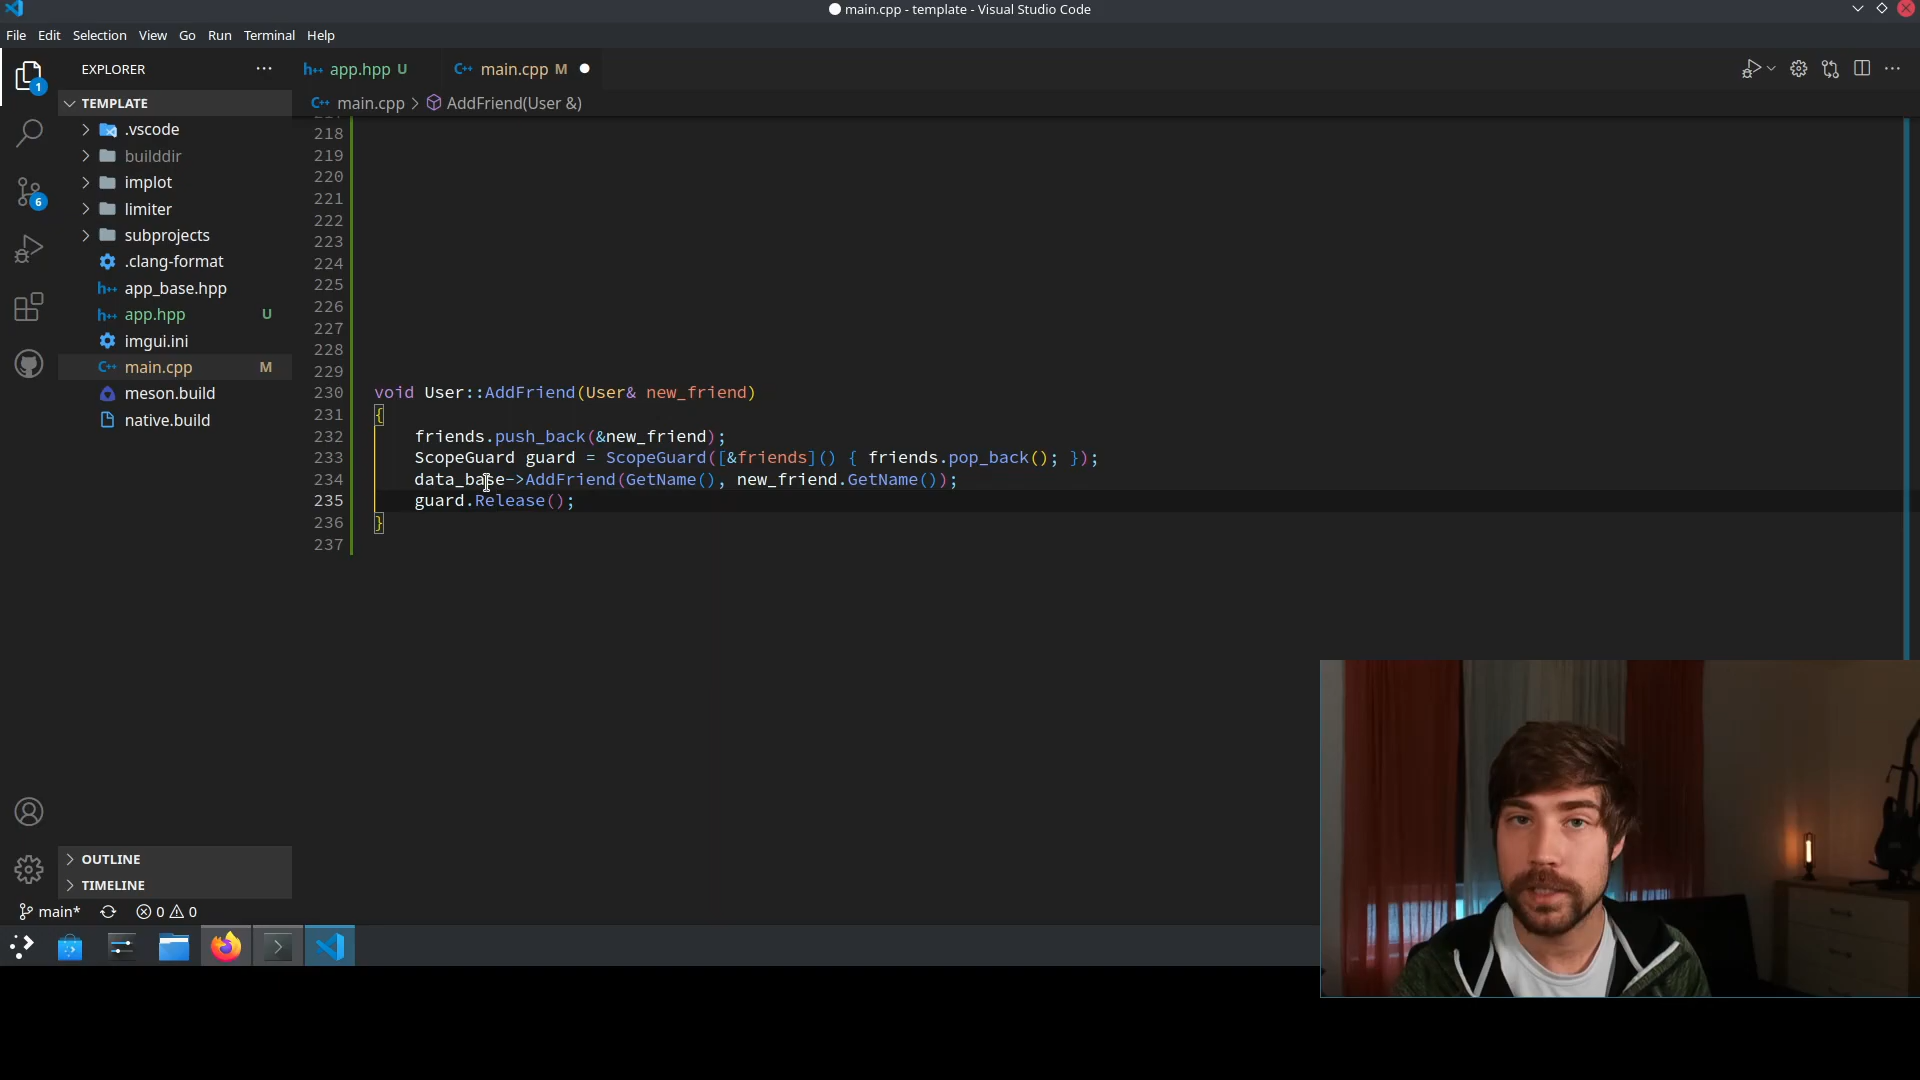 main.cpp - template - Visual Studio Code
File Edit Selection View Go Run Terminal Help
EXPLORER
app.hpp U
main.cpp M
TEMPLATE
main.cpp > AddFriend(User &)
.vscode
builddir
implot
limiter
subprojects
.clang-format
app_base.hpp
app.hpp U
imgui.ini
main.cpp M
meson.build
native.build
1
6
218
219
220
221
222
223
224
225
226
227
228
229
230 void User::AddFriend(User& new_friend)
231 {
232 friends.push_back(&new_friend);
233 ScopeGuard guard = ScopeGuard([&friends]() { friends.pop_back(); });
234 data_base->AddFriend(GetName(), new_friend.GetName());
235 guard.Release();
236 }
237
OUTLINE
TIMELINE
main* 0 0